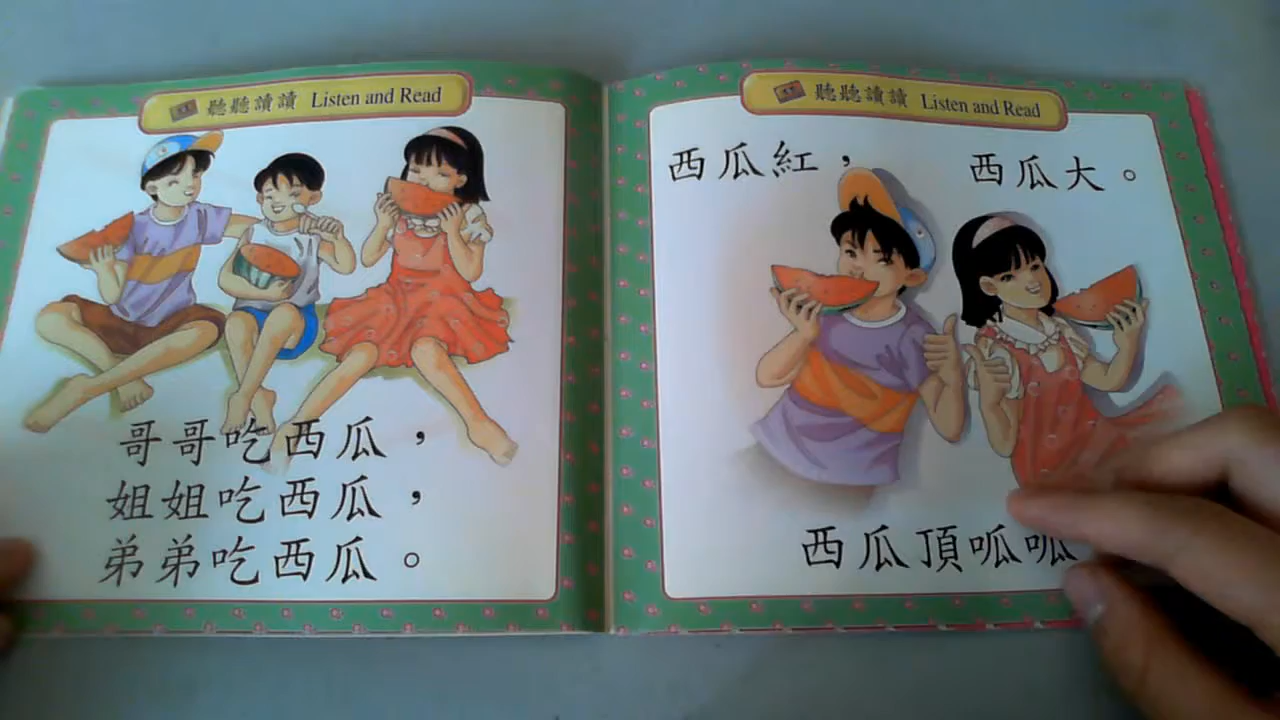 聽聽讀讀 Listen and Read
哥哥吃西瓜，
姐姐吃西瓜，
弟弟吃西瓜。
聽聽讀讀 Listen and Read
西瓜紅， 西瓜大。
西瓜頂呱呱